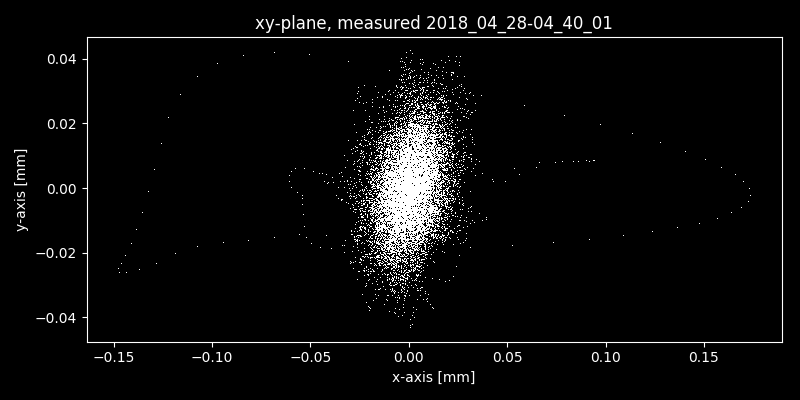 xy-plane, measured 2018_04_28-04_40_01
y-axis [mm]
0.04
0.02
0.00
−0.02
−0.04
−0.15 −0.10 −0.05 0.00 0.05 0.10 0.15
x-axis [mm]